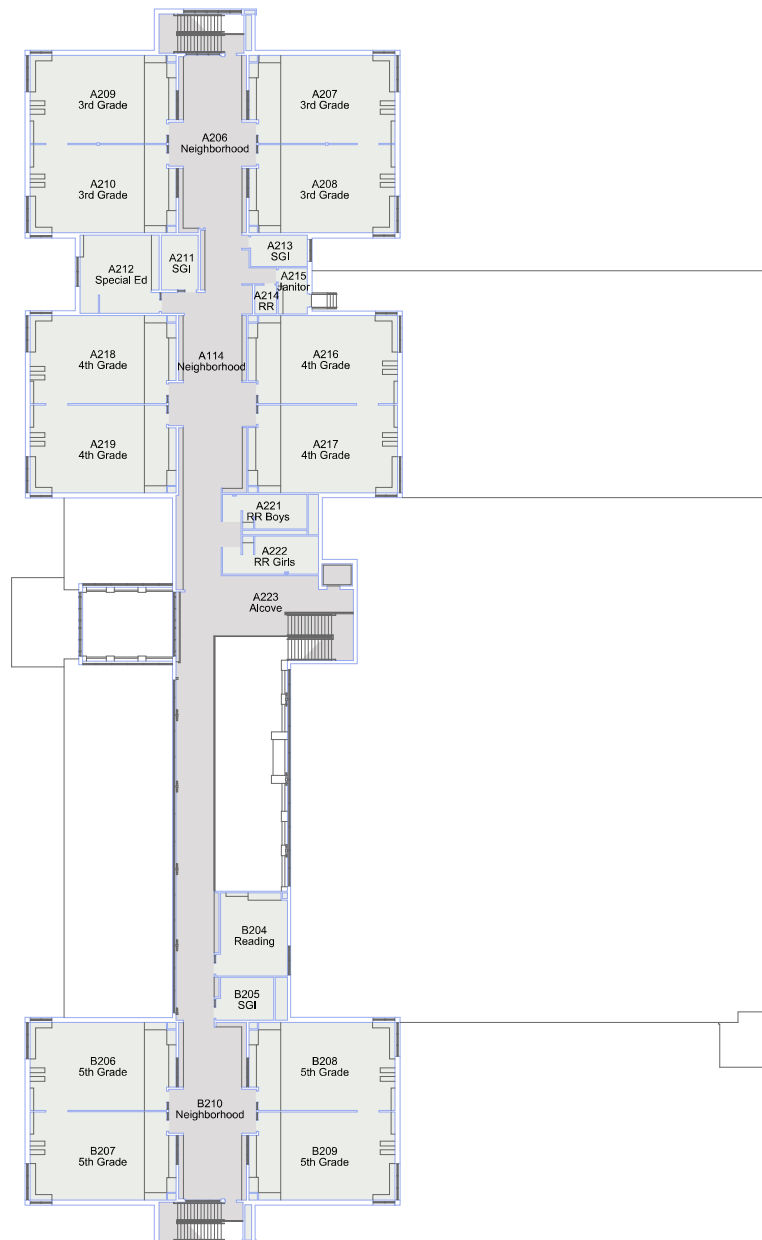 A209
3rd Grade
A207
3rd Grade
A206
Neighborhood
A210
3rd Grade
A208
3rd Grade
A213
SGI
A211
SGI
A212
Special Ed
A215
Janitor
A214
RR
A218
4th Grade
A114
Neighborhood
A216
4th Grade
A219
4th Grade
A217
4th Grade
A221
RR Boys
A222
RR Girls
A223
Alcove
B204
Reading
B205
SGI
B206
5th Grade
B208
5th Grade
B210
Neighborhood
B207
5th Grade
B209
5th Grade